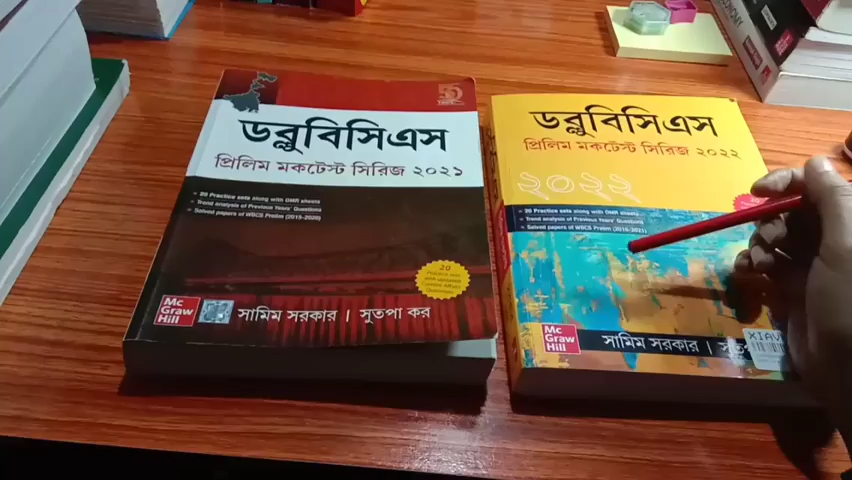 ডব্লুবিসিএস
প্রিলিম মকটেস্ট সিরিজ ২০২১
20 Practice sets along with OMR sheets
Trend analysis of Previous Years' Questions
Solved papers of WBCS Prelim (2015-2020)
20
Mc
Graw
Hill
সামিম সরকার | সুতপা কর
ডব্লুবিসিএস
প্রিলিম মকটেস্ট সিরিজ ২০২২
২০২২
20 Practice sets along with OMR sheets
Trend analysis of Previous Years' Questions
Solved papers of WBCS Prelim (2015-2021)
Mc
Graw
Hill
সামিম সরকার |
XIAV